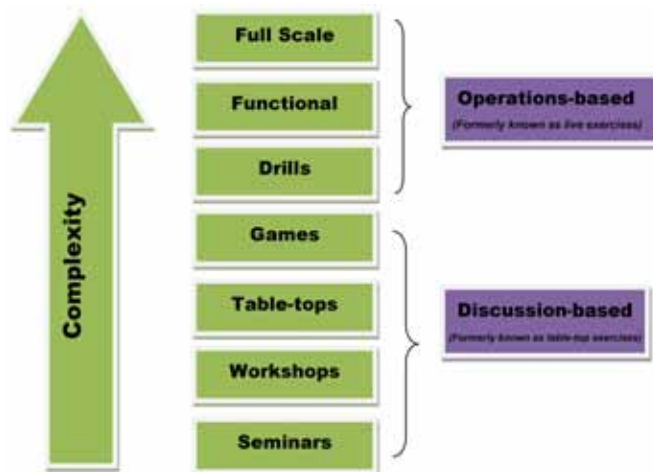 Full Scale
Functional
Drills
Games
Table-tops
Workshops
Seminars
Complexity
Operations-based
(Formerly known as live exercises)
Discussion-based
(Formerly known as table-top exercises)